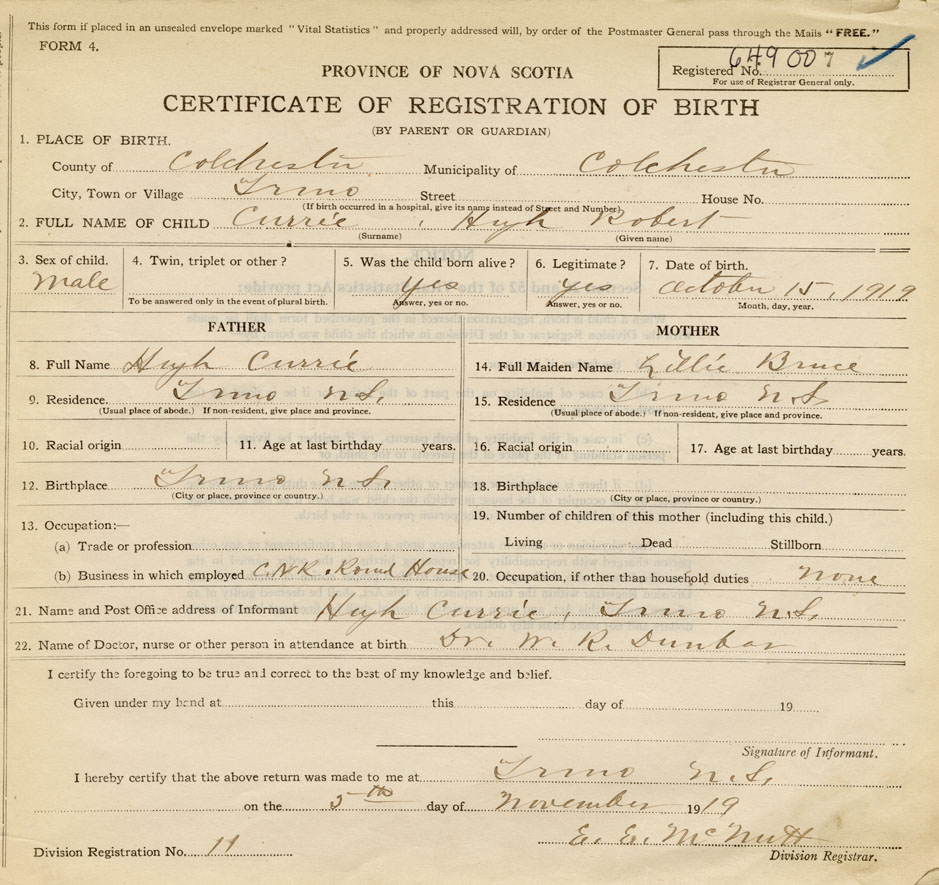 This form if placed in an unsealed envelope marked "Vital Statistics" and properly addressed will, by order of the Postmaster General pass through the Mails "FREE."
FORM 4.
649007
Registered No.
For use of Registrar General only.
PROVINCE OF NOVA SCOTIA
CERTIFICATE OF REGISTRATION OF BIRTH
(BY PARENT OR GUARDIAN)
1. PLACE OF BIRTH.
County of Colchester Municipality of Colchester
City, Town or Village Truro Street House No.
(If birth occurred in a hospital, give its name instead of Street and Number)
2. FULL NAME OF CHILD Currie, Hugh Robert
(Surname) (Given name)
3. Sex of child. 4. Twin, triplet or other? 5. Was the child born alive? 6. Legitimate? 7. Date of birth.
Male Yes Yes October 15, 1919
To be answered only in the event of plural birth. Answer, yes or no. Answer, yes or no. Month, day, year.
FATHER
8. Full Name Hugh Currie
9. Residence. Truro N.S.
(Usual place of abode.) If non-resident, give place and province.
10. Racial origin 11. Age at last birthday years.
12. Birthplace Truro N.S.
(City or place, province or country.)
13. Occupation:—
(a) Trade or profession
(b) Business in which employed C.N.R. Round House
MOTHER
14. Full Maiden Name Lillie Bruce
15. Residence Truro N.S
(Usual place of abode.) If non-resident, give place and province.
16. Racial origin 17. Age at last birthday years.
18. Birthplace
(City or place, province or country.)
19. Number of children of this mother (including this child.)
Living Dead Stillborn
20. Occupation, if other than household duties None
21. Name and Post Office address of Informant Hugh Currie, Truro N.S.
22. Name of Doctor, nurse or other person in attendance at birth Dr. W. R. Dunbar
I certify the foregoing to be true and correct to the best of my knowledge and belief.
Given under my hand at this day of 19
Signature of Informant.
I hereby certify that the above return was made to me at Truro N.S.
on the 5th day of November 1919
E. E. McNutt
Division Registration No. 11 Division Registrar.